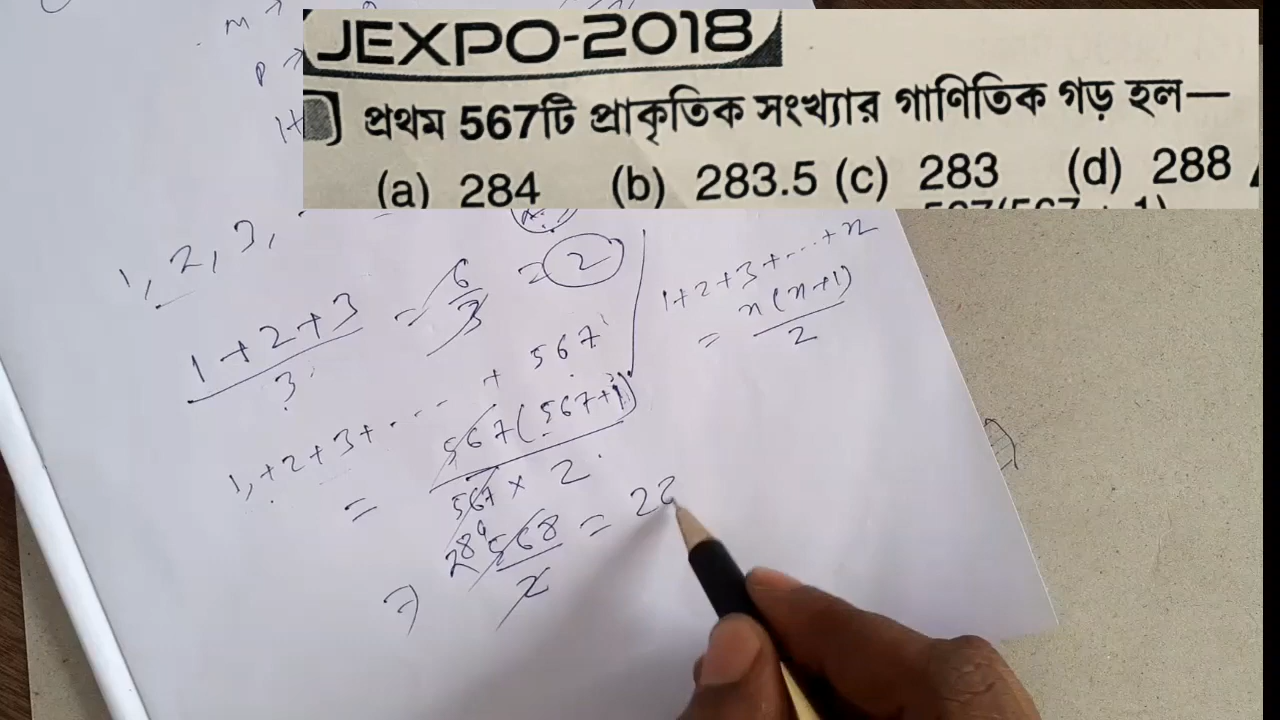 JEXPO-2018
প্রথম 567টি প্রাকৃতিক সংখ্যার গাণিতিক গড় হল—
(a) 284 (b) 283.5 (c) 283 (d) 288
m →
p →
1+
1, 2, 3,
1+2+3 / 3 = 6/3 = 2
1+2+3+...+n
= n(n+1) / 2
1+2+3+ ... + 567
= 567(567+1) / 567 × 2
⇒ 284 568 / 2 = 28